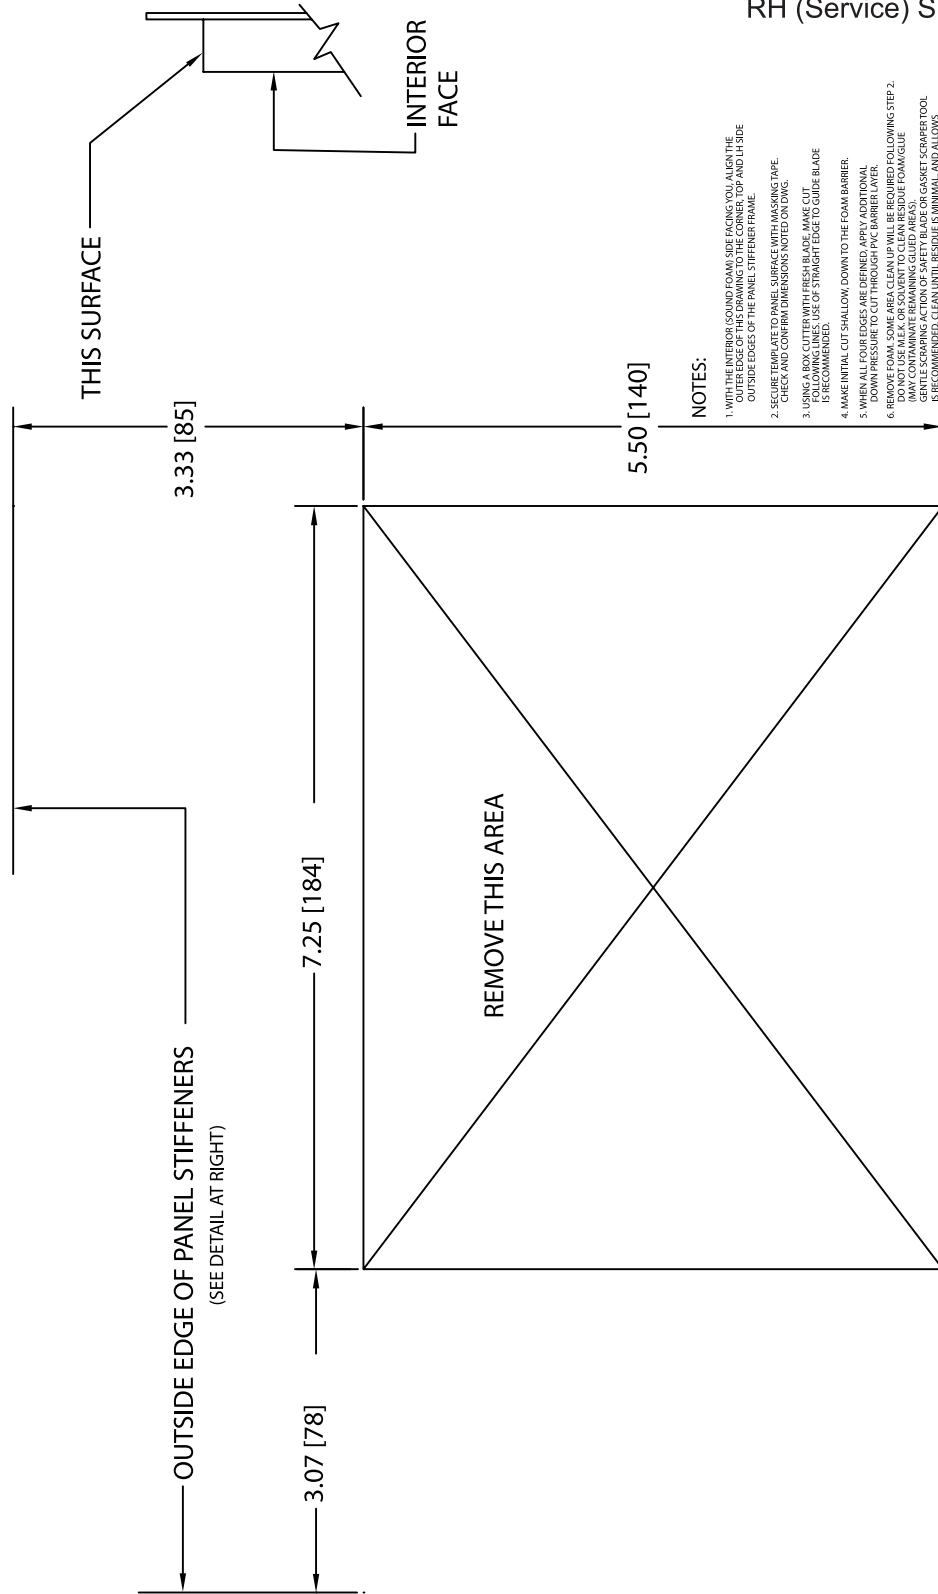 RH (Service) S
THIS SURFACE
INTERIOR
FACE
3.33 [85]
OUTSIDE EDGE OF PANEL STIFFENERS
(SEE DETAIL AT RIGHT)
3.07 [78]
7.25 [184]
REMOVE THIS AREA
5.50 [140]
NOTES:
1. WITH THE INTERIOR (SOUND FOAM) SIDE FACING YOU, ALIGN THE
OUTER EDGE OF THIS DRAWING TO THE CORNER, TOP AND LH SIDE
OUTSIDE EDGES OF THE PANEL STIFFENER FRAME.
2. SECURE TEMPLATE TO PANEL SURFACE WITH MASKING TAPE.
CHECK AND CONFIRM DIMENSIONS NOTED ON DWG.
3. USING A BOX CUTTER WITH FRESH BLADE, MAKE CUT
FOLLOWING LINES. USE OF STRAIGHT EDGE TO GUIDE BLADE
IS RECOMMENDED.
4. MAKE INITIAL CUT SHALLOW, DOWN TO THE FOAM BARRIER.
5. WHEN ALL FOUR EDGES ARE DEFINED, APPLY ADDITIONAL
DOWN PRESSURE TO CUT THROUGH PVC BARRIER LAYER.
6. REMOVE FOAM. SOME AREA CLEAN UP WILL BE REQUIRED FOLLOWING STEP 2.
DO NOT USE M.E.K. OR SOLVENT TO CLEAN RESIDUE FOAM/GLUE
(MAY CONTAMINATE REMAINING GLUED AREAS).
GENTLE SCRAPING ACTION OF SAFETY BLADE OR GASKET SCRAPER TOOL
IS RECOMMENDED. CLEAN UNTIL RESIDUE IS MINIMAL, AND ALLOWS